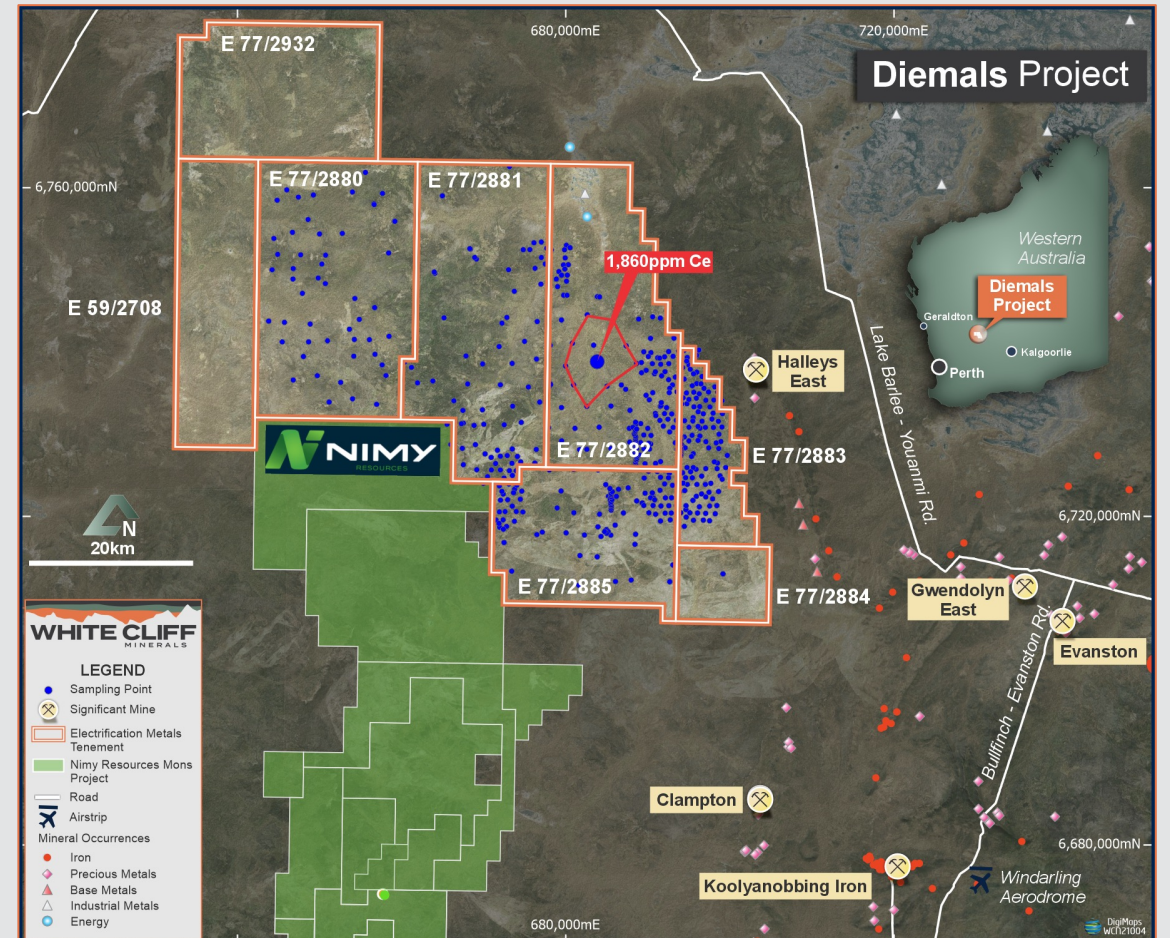 680,000mE
720,000mE
E 77/2932
Diemals Project
6,760,000mN
E 77/2880
E 77/2881
Western
Australia
1,860ppm Ce
Diemals
Project
E 59/2708
Geraldton
Kalgoorlie
Perth
Halleys
East
Lake Barlee - Youanmi Rd.
NIMY
RESOURCES
E 77/2882
E 77/2883
N
20km
6,720,000mN
E 77/2885
E 77/2884
Gwendolyn
East
Evanston
Bullfinch - Evanston Rd.
WHITE CLIFF
MINERALS
LEGEND
Sampling Point
Significant Mine
Electrification Metals
Tenement
Nimy Resources Mons
Project
Road
Airstrip
Mineral Occurrences
Iron
Precious Metals
Base Metals
Industrial Metals
Energy
Clampton
6,680,000mN
Koolyanobbing Iron
Windarling
Aerodrome
680,000mE
DigiMaps
WCN21004